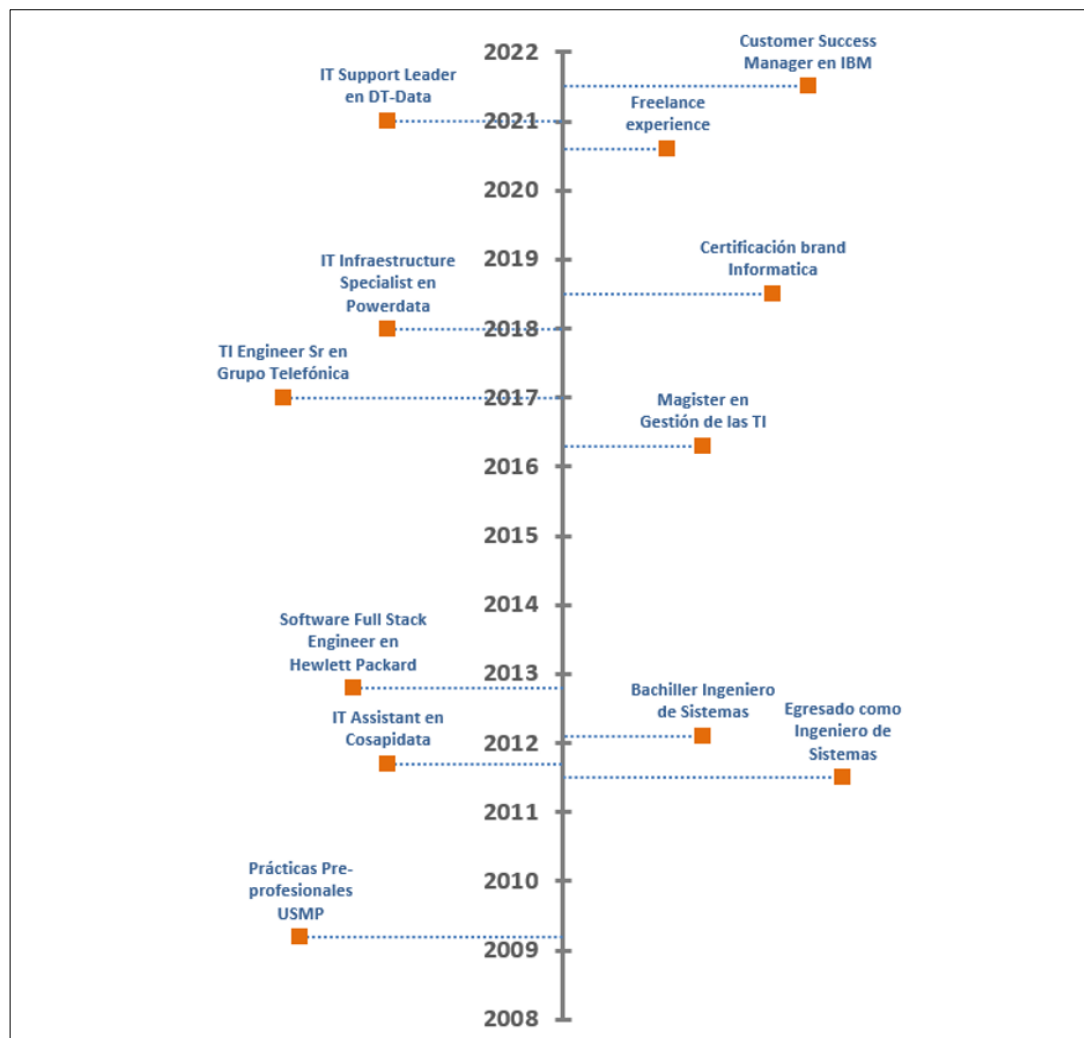 2022
Customer Success
Manager en IBM
IT Support Leader
en DT-Data
Freelance
experience
2021
2020
2019
Certificación brand
Informatica
IT Infraestructure
Specialist en
Powerdata
2018
TI Engineer Sr en
Grupo Telefónica
2017
Magister en
Gestión de las TI
2016
2015
2014
Software Full Stack
Engineer en
Hewlett Packard
2013
Bachiller Ingeniero
de Sistemas
Egresado como
Ingeniero de
Sistemas
IT Assistant en
Cosapidata
2012
2011
Prácticas Pre-
profesionales
USMP
2010
2009
2008